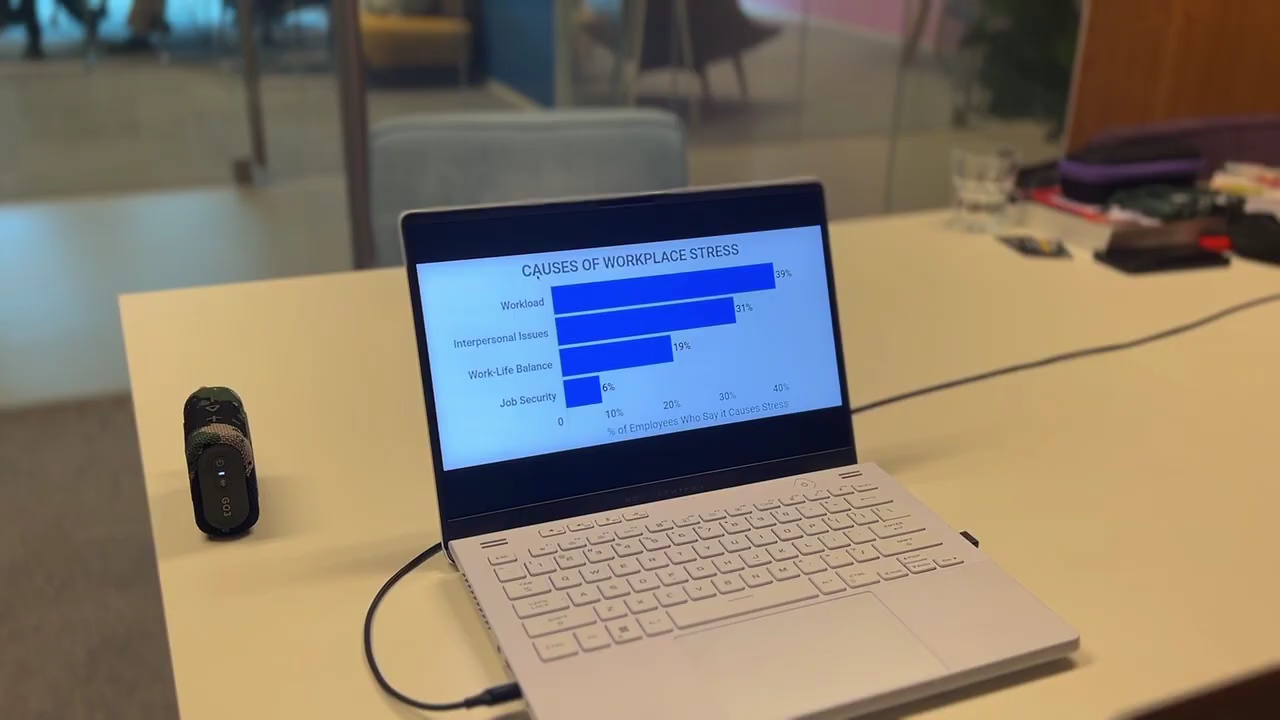 CAUSES OF WORKPLACE STRESS
Workload 39%
Interpersonal Issues 31%
Work-Life Balance 19%
Job Security 6%
0 10% 20% 30% 40%
% of Employees Who Say it Causes Stress
GO3